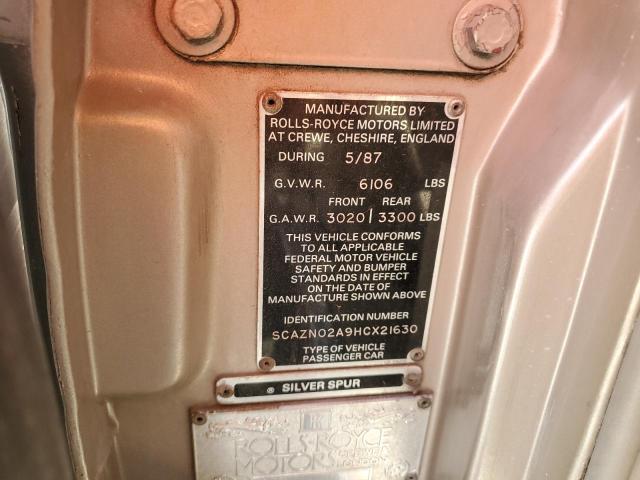 MANUFACTURED BY
ROLLS-ROYCE MOTORS LIMITED
AT CREWE, CHESHIRE, ENGLAND
DURING 5/87
G.V.W.R. 6106 LBS
FRONT REAR
G.A.W.R. 3020 | 3300 LBS
THIS VEHICLE CONFORMS
TO ALL APPLICABLE
FEDERAL MOTOR VEHICLE
SAFETY AND BUMPER
STANDARDS IN EFFECT
ON THE DATE OF
MANUFACTURE SHOWN ABOVE
IDENTIFICATION NUMBER
SCAZN02A9HCX21630
TYPE OF VEHICLE
PASSENGER CAR
® SILVER SPUR
ROLLS-ROYCE
MOTORS CREWE
LONDON